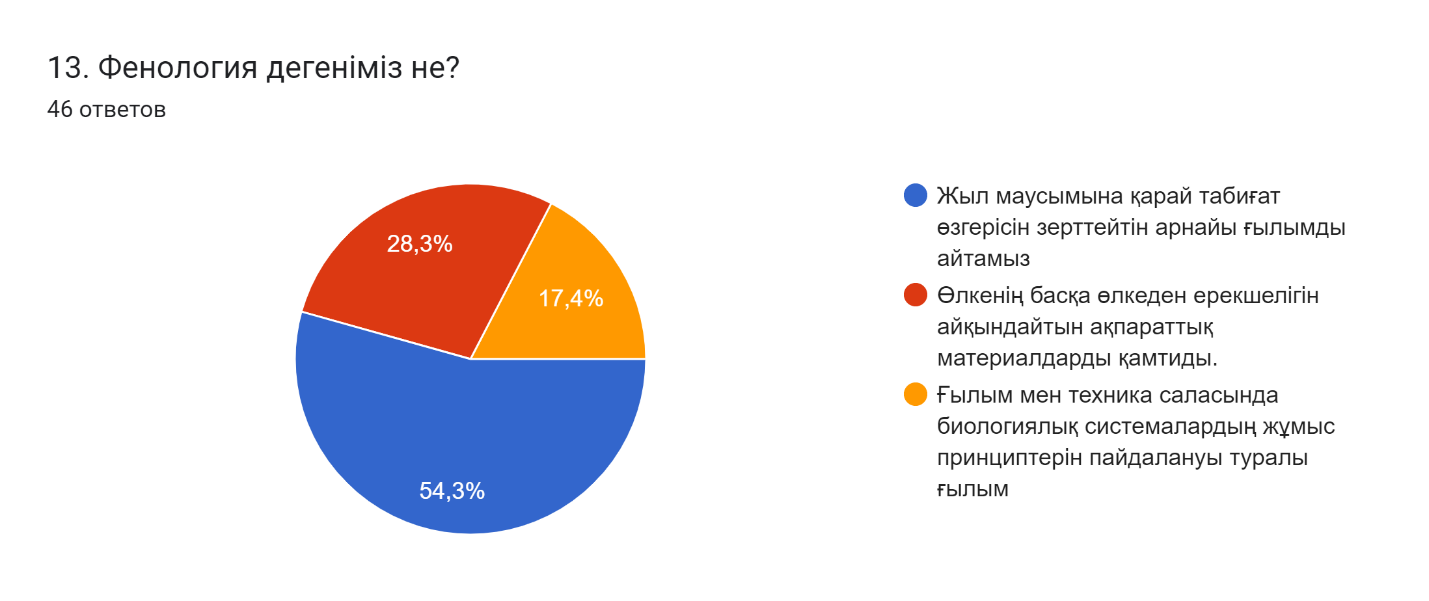 13. Фенология дегеніміз не?
46 ответов
28,3%
17,4%
54,3%
Жыл маусымына қарай табиғат
өзгерісін зерттейтін арнайы ғылымды
айтамыз
Өлкенің басқа өлкеден ерекшелігін
айқындайтын ақпараттық
материалдарды қамтиды.
Ғылым мен техника саласында
биологиялық системалардың жұмыс
принциптерін пайдалануы туралы
ғылым